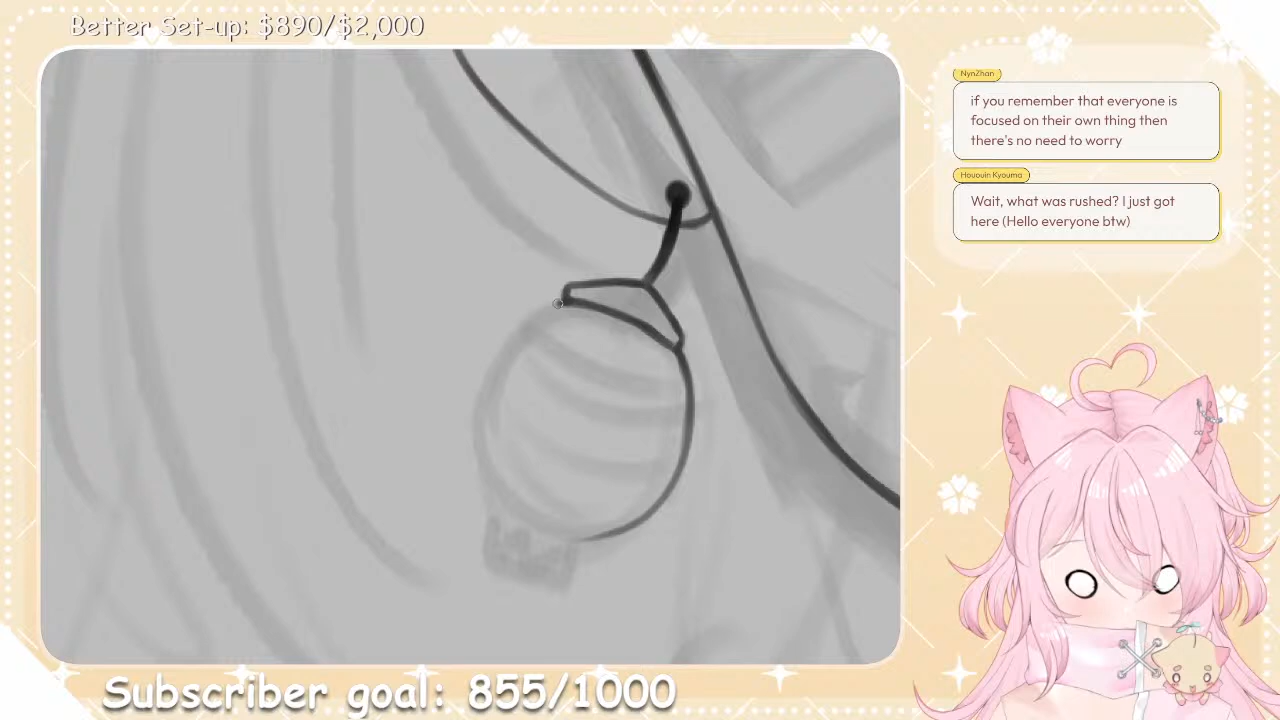 Better Set-up: $890/$2,000
NynZhan
if you remember that everyone is
focused on their own thing then
there's no need to worry
Hououin Kyouma
Wait, what was rushed? I just got
here (Hello everyone btw)
Subscriber goal: 855/1000